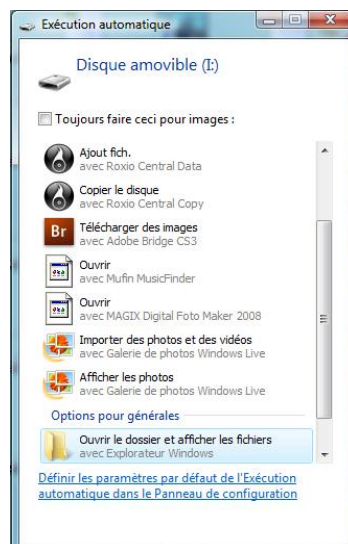 Exécution automatique
Disque amovible (I:)
Toujours faire ceci pour images :
Ajout fich.
avec Roxio Central Data
Copier le disque
avec Roxio Central Copy
Br
Télécharger des images
avec Adobe Bridge CS3
Ouvrir
avec Mufin MusicFinder
Ouvrir
avec MAGIX Digital Foto Maker 2008
Importer des photos et des vidéos
avec Galerie de photos Windows Live
Afficher les photos
avec Galerie de photos Windows Live
Options pour générales
Ouvrir le dossier et afficher les fichiers
avec Explorateur Windows
Définir les paramètres par défaut de l'Exécution
automatique dans le Panneau de configuration